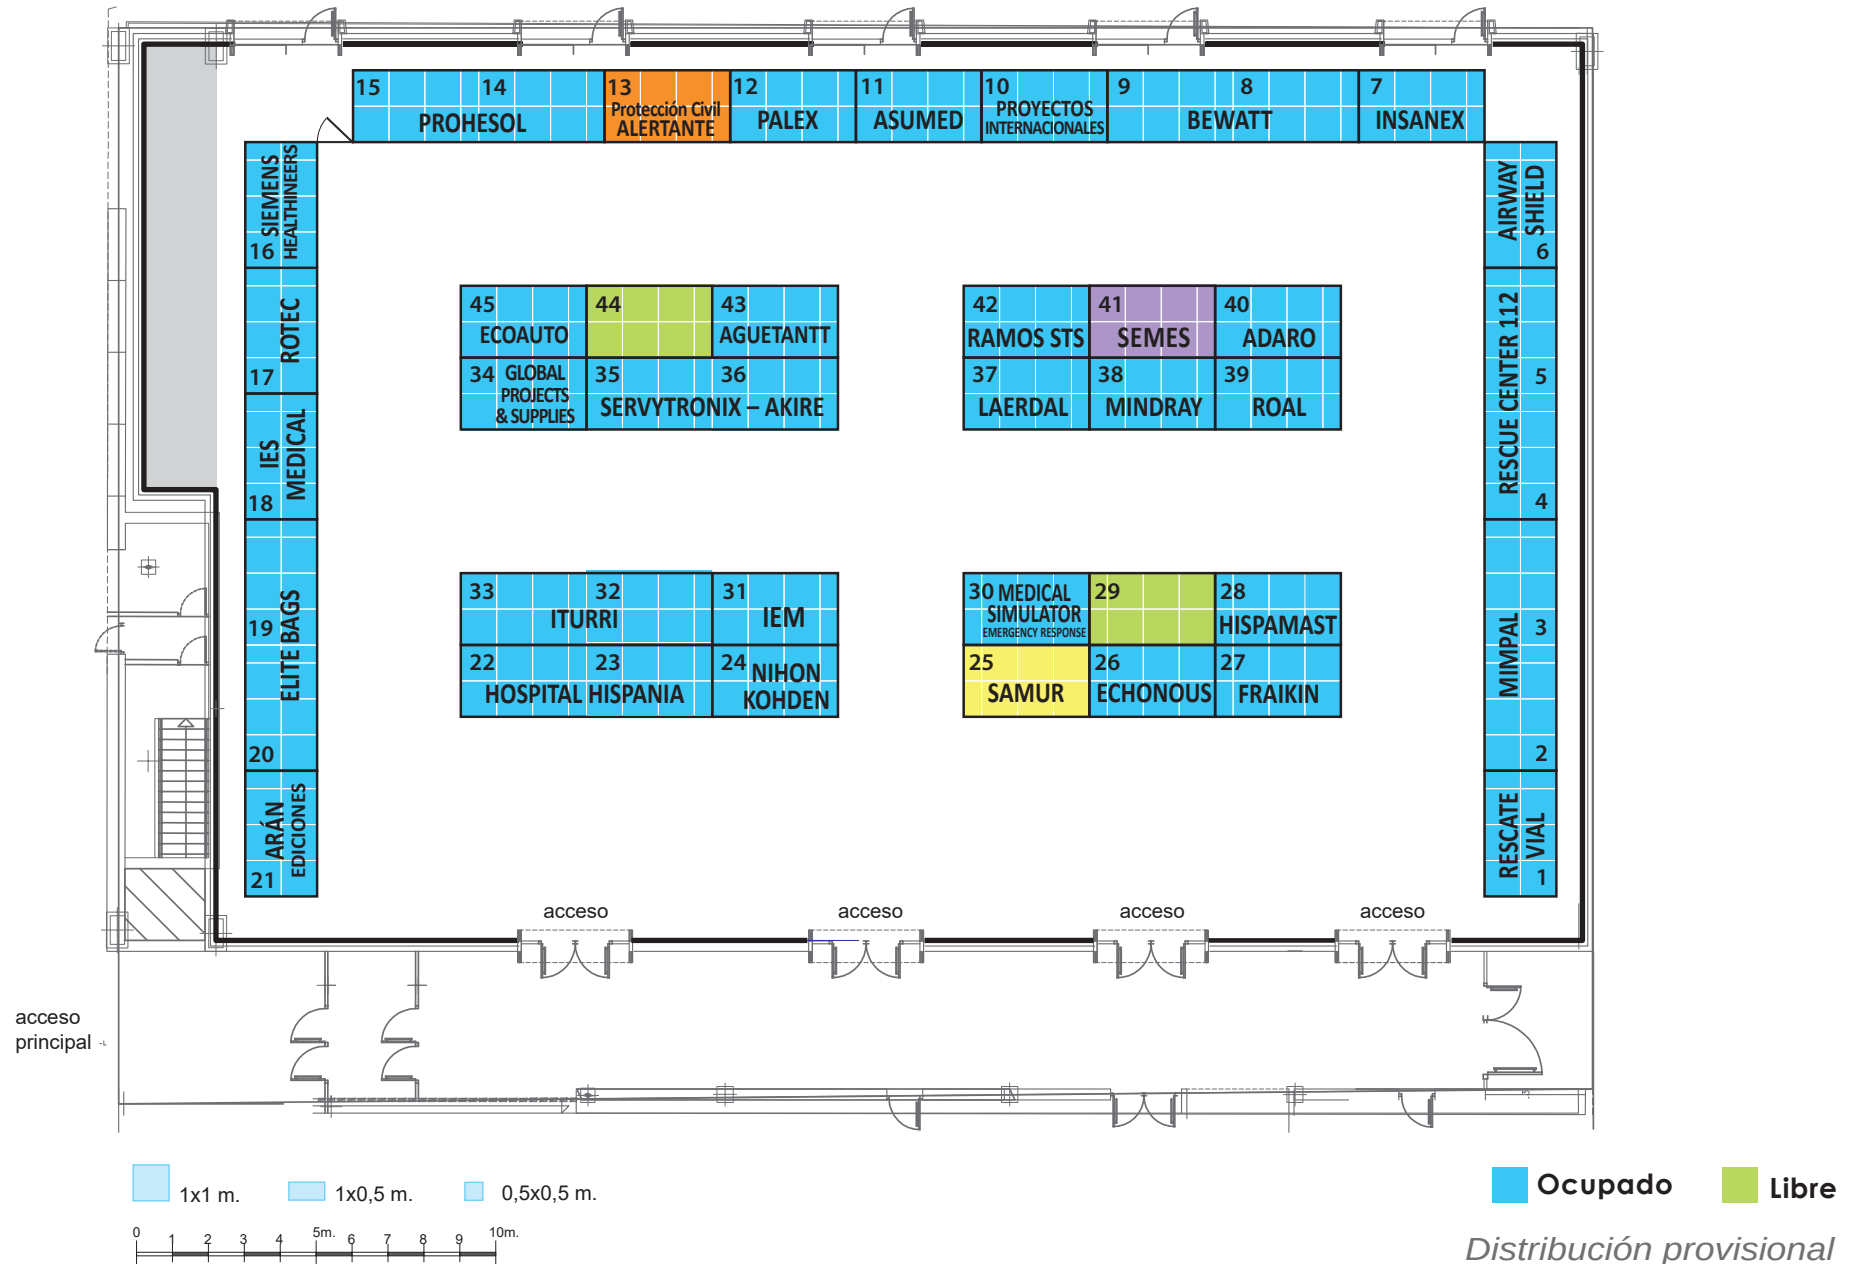 15
14
13
12
11
10
9
8
7
PROHESOL
Protección Civil
ALERTANTE
PALEX
ASUMED
PROYECTOS
INTERNACIONALES
BEWATT
INSANEX
SIEMENS
HEALTHINEERS
16
ROTEC
17
IES
MEDICAL
18
ELITE BAGS
19
20
ARÁN
EDICIONES
21
45
ECOAUTO
44
43
AGUETANTT
34
GLOBAL
PROJECTS
& SUPPLIES
35
36
SERVYTRONIX – AKIRE
42
RAMOS STS
41
SEMES
40
ADARO
37
LAERDAL
38
MINDRAY
39
ROAL
33
32
ITURRI
31
IEM
22
23
HOSPITAL HISPANIA
24
NIHON
KOHDEN
30
MEDICAL
SIMULATOR
EMERGENCY RESPONSE
29
28
HISPAMAST
25
SAMUR
26
ECHONOUS
27
FRAIKIN
AIRWAY
SHIELD
6
RESCUE CENTER 112
5
4
MIMPAL
3
2
RESCATE
VIAL
1
acceso
acceso
acceso
acceso
acceso
principal
1x1 m.
1x0,5 m.
0,5x0,5 m.
0 1 2 3 4 5m. 6 7 8 9 10m.
Ocupado
Libre
Distribución provisional